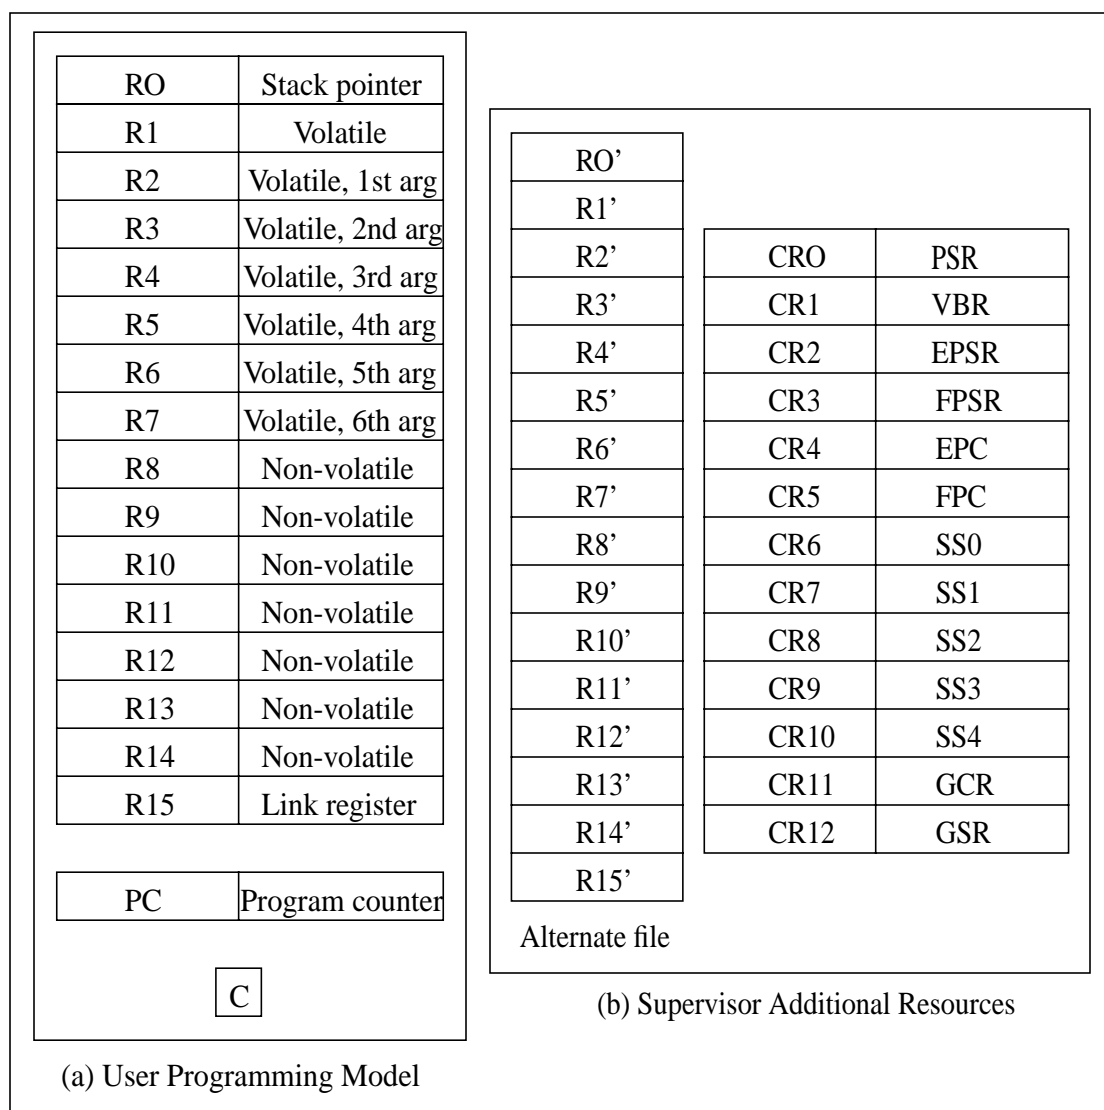 RO Stack pointer
R1 Volatile
R2 Volatile, 1st arg
R3 Volatile, 2nd arg
R4 Volatile, 3rd arg
R5 Volatile, 4th arg
R6 Volatile, 5th arg
R7 Volatile, 6th arg
R8 Non-volatile
R9 Non-volatile
R10 Non-volatile
R11 Non-volatile
R12 Non-volatile
R13 Non-volatile
R14 Non-volatile
R15 Link register
PC Program counter
C
(a) User Programming Model
RO’
R1’
R2’
R3’
R4’
R5’
R6’
R7’
R8’
R9’
R10’
R11’
R12’
R13’
R14’
R15’
Alternate file
CRO PSR
CR1 VBR
CR2 EPSR
CR3 FPSR
CR4 EPC
CR5 FPC
CR6 SS0
CR7 SS1
CR8 SS2
CR9 SS3
CR10 SS4
CR11 GCR
CR12 GSR
(b) Supervisor Additional Resources